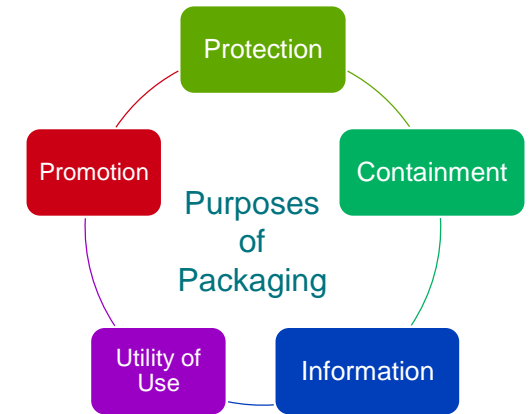 Protection
Containment
Information
Utility of
Use
Promotion
Purposes
of
Packaging